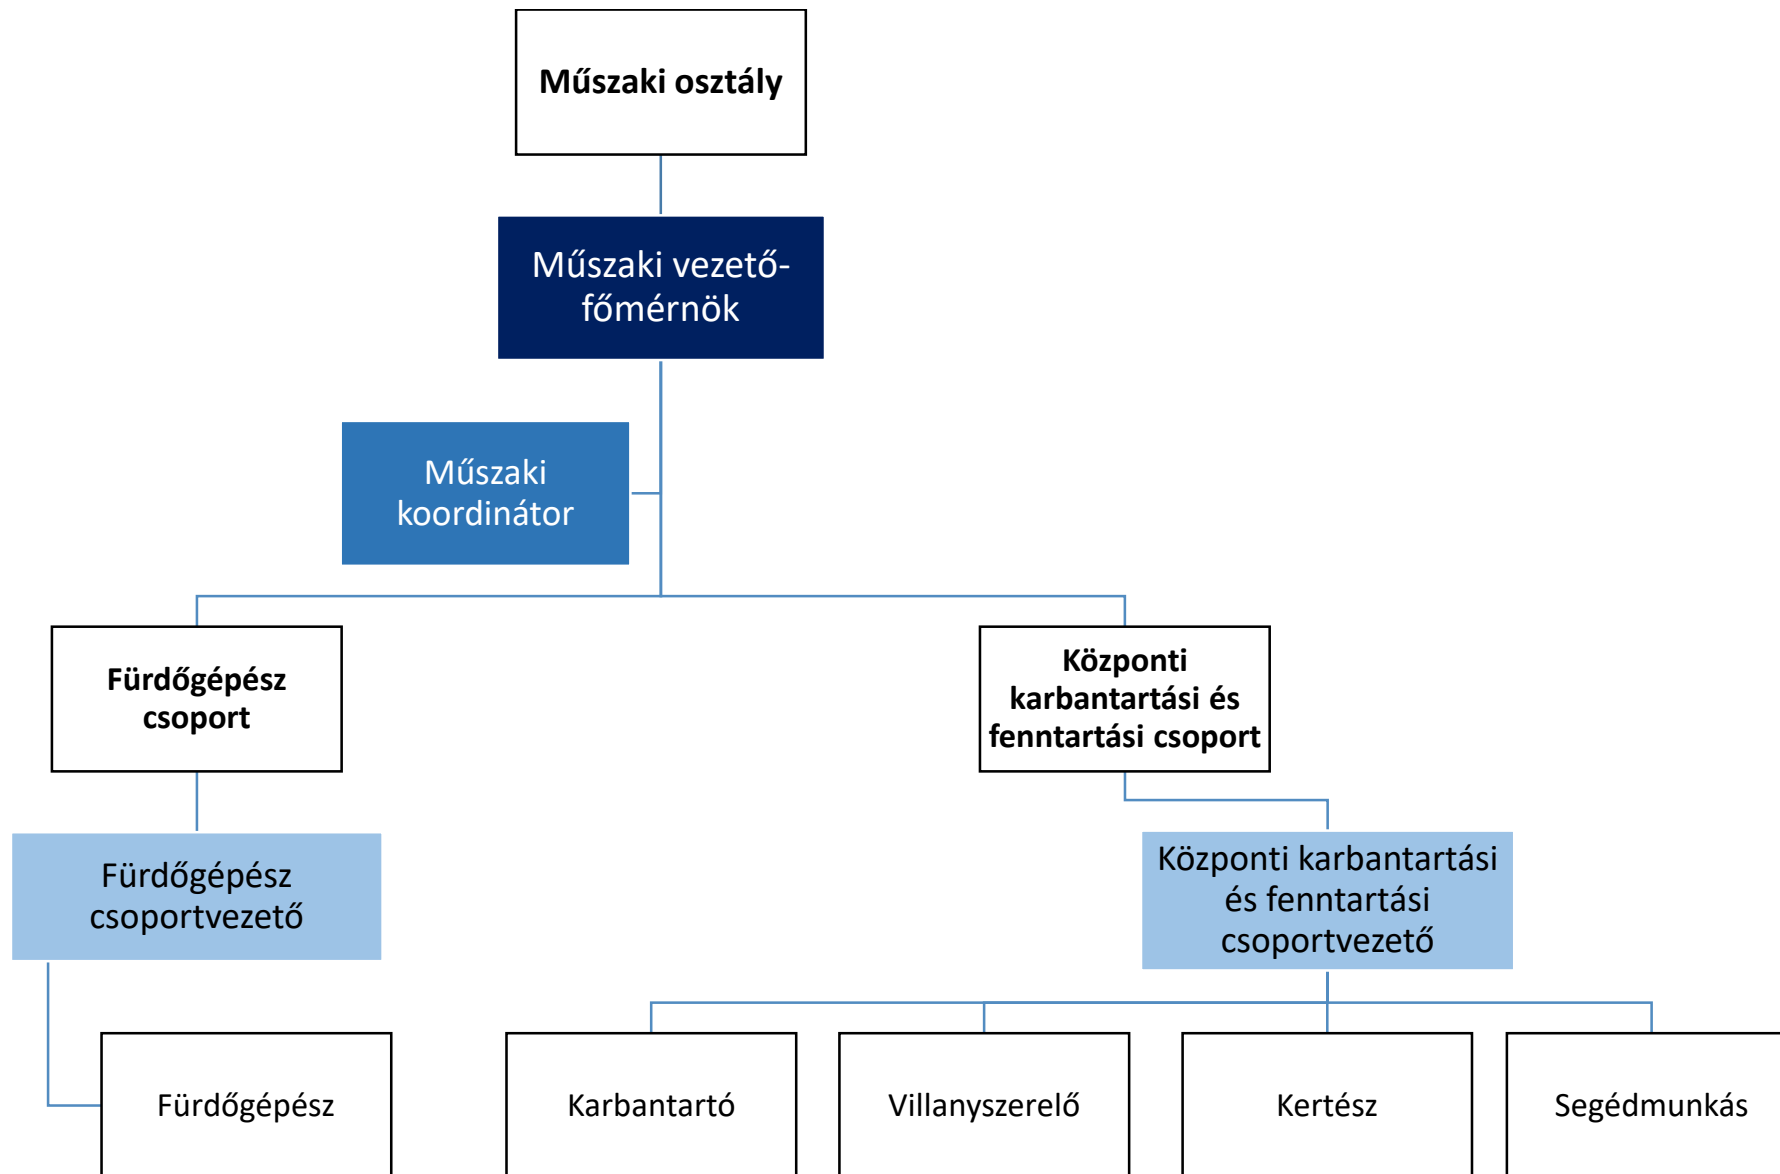 Műszaki osztály
Műszaki vezető-
főmérnök
Műszaki
koordinátor
Fürdőgépész
csoport
Központi
karbantartási és
fenntartási csoport
Fürdőgépész
csoportvezető
Központi karbantartási
és fenntartási
csoportvezető
Fürdőgépész
Karbantartó
Villanyszerelő
Kertész
Segédmunkás